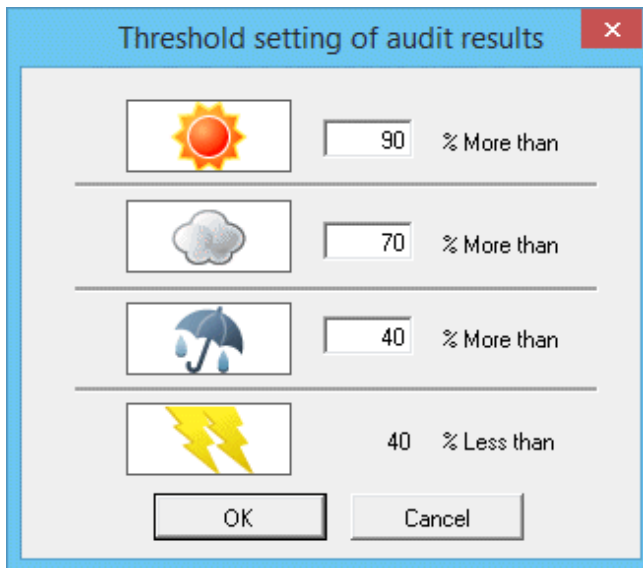 Threshold setting of audit results
90 % More than
70 % More than
40 % More than
40 % Less than
OK Cancel